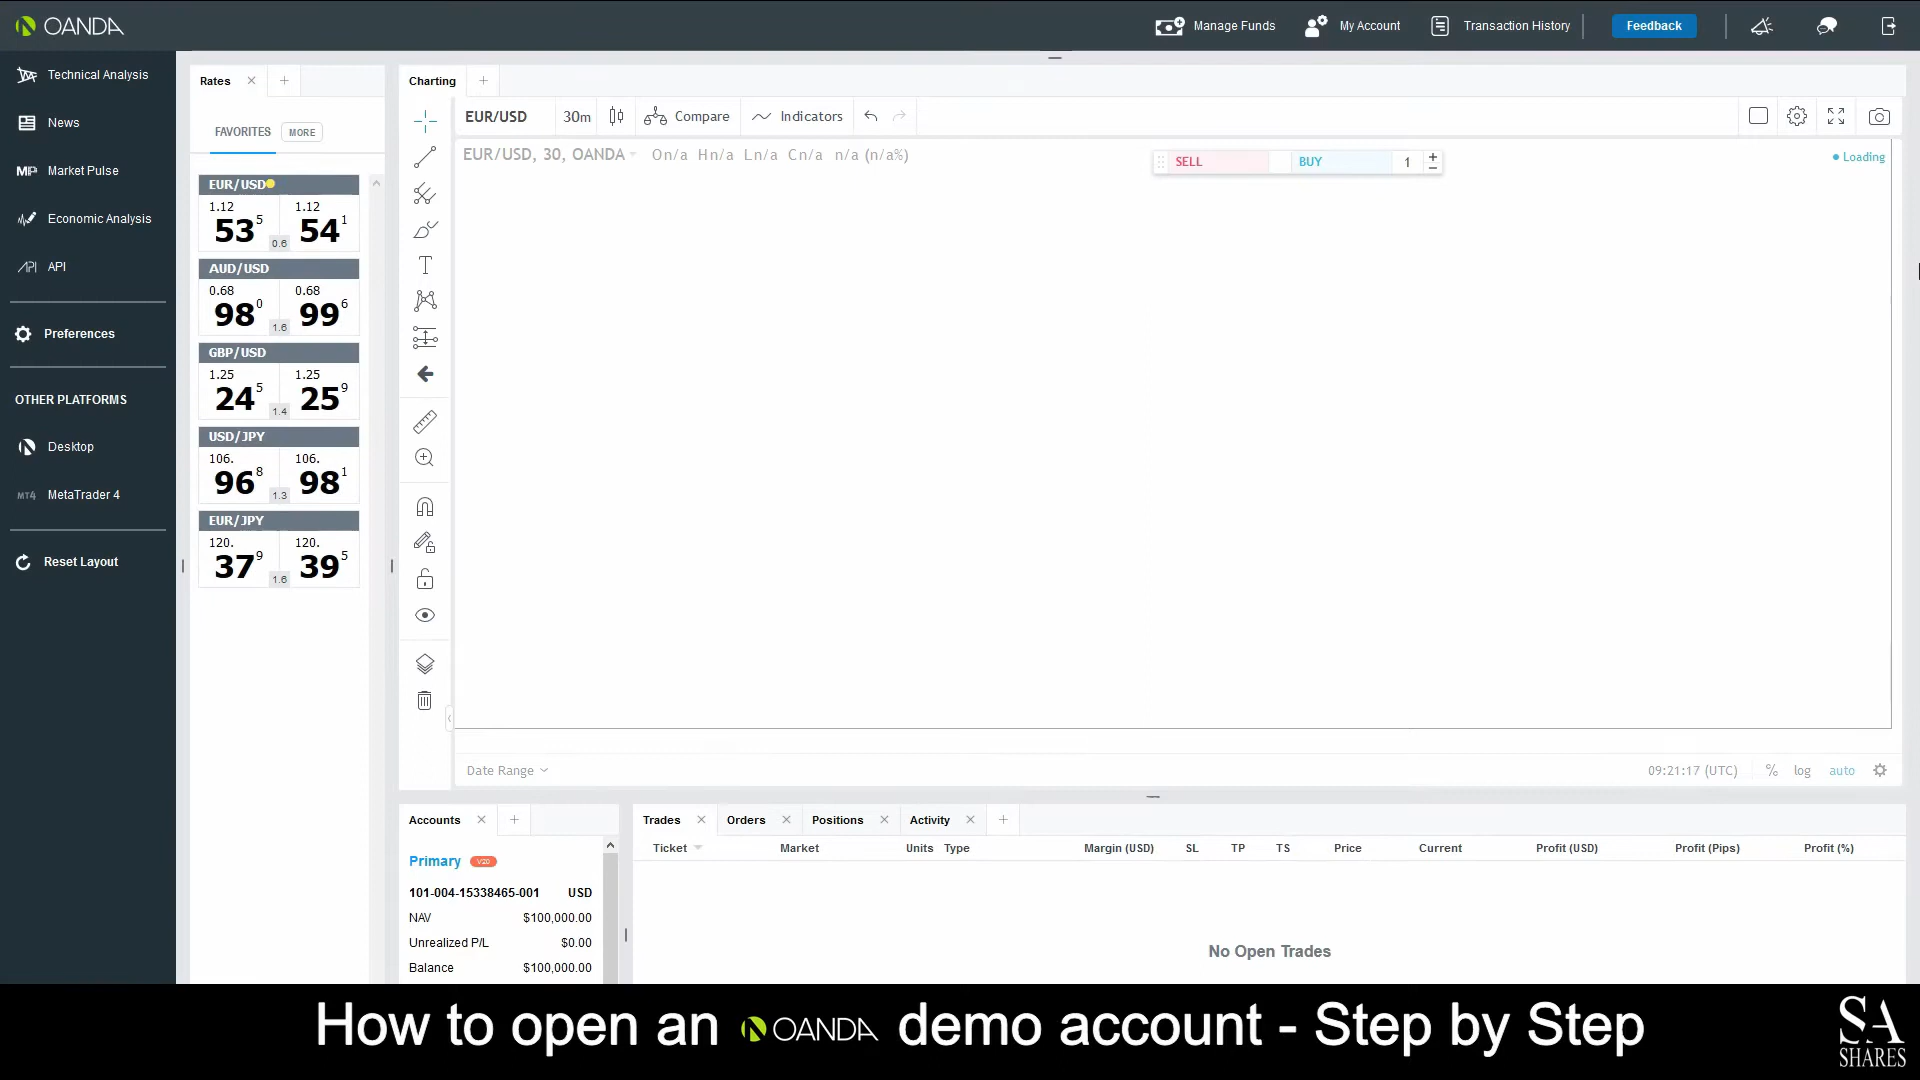 OANDA
Manage Funds
My Account
Transaction History
Feedback
Technical Analysis
News
MP Market Pulse
Economic Analysis
API API
Preferences
OTHER PLATFORMS
Desktop
MT4 MetaTrader 4
Reset Layout
Rates
FAVORITES MORE
EUR/USD
1.12 1.12
53 5 54 1
0.6
AUD/USD
0.68 0.68
98 0 99 6
1.6
GBP/USD
1.25 1.25
24 5 25 9
1.4
USD/JPY
106. 106.
96 8 98 1
1.3
EUR/JPY
120. 120.
37 9 39 5
1.6
Charting
EUR/USD 30m Compare Indicators
EUR/USD, 30, OANDA On/a Hn/a Ln/a Cn/a n/a (n/a%)
SELL BUY 1
Loading
Date Range
09:21:17 (UTC) % log auto
Accounts
Primary V20
101-004-15338465-001 USD
NAV $100,000.00
Unrealized P/L $0.00
Balance $100,000.00
Trades Orders Positions Activity
Ticket Market Units Type Margin (USD) SL TP TS Price Current Profit (USD) Profit (Pips) Profit (%)
No Open Trades
How to open an OANDA demo account - Step by Step
SA
SHARES